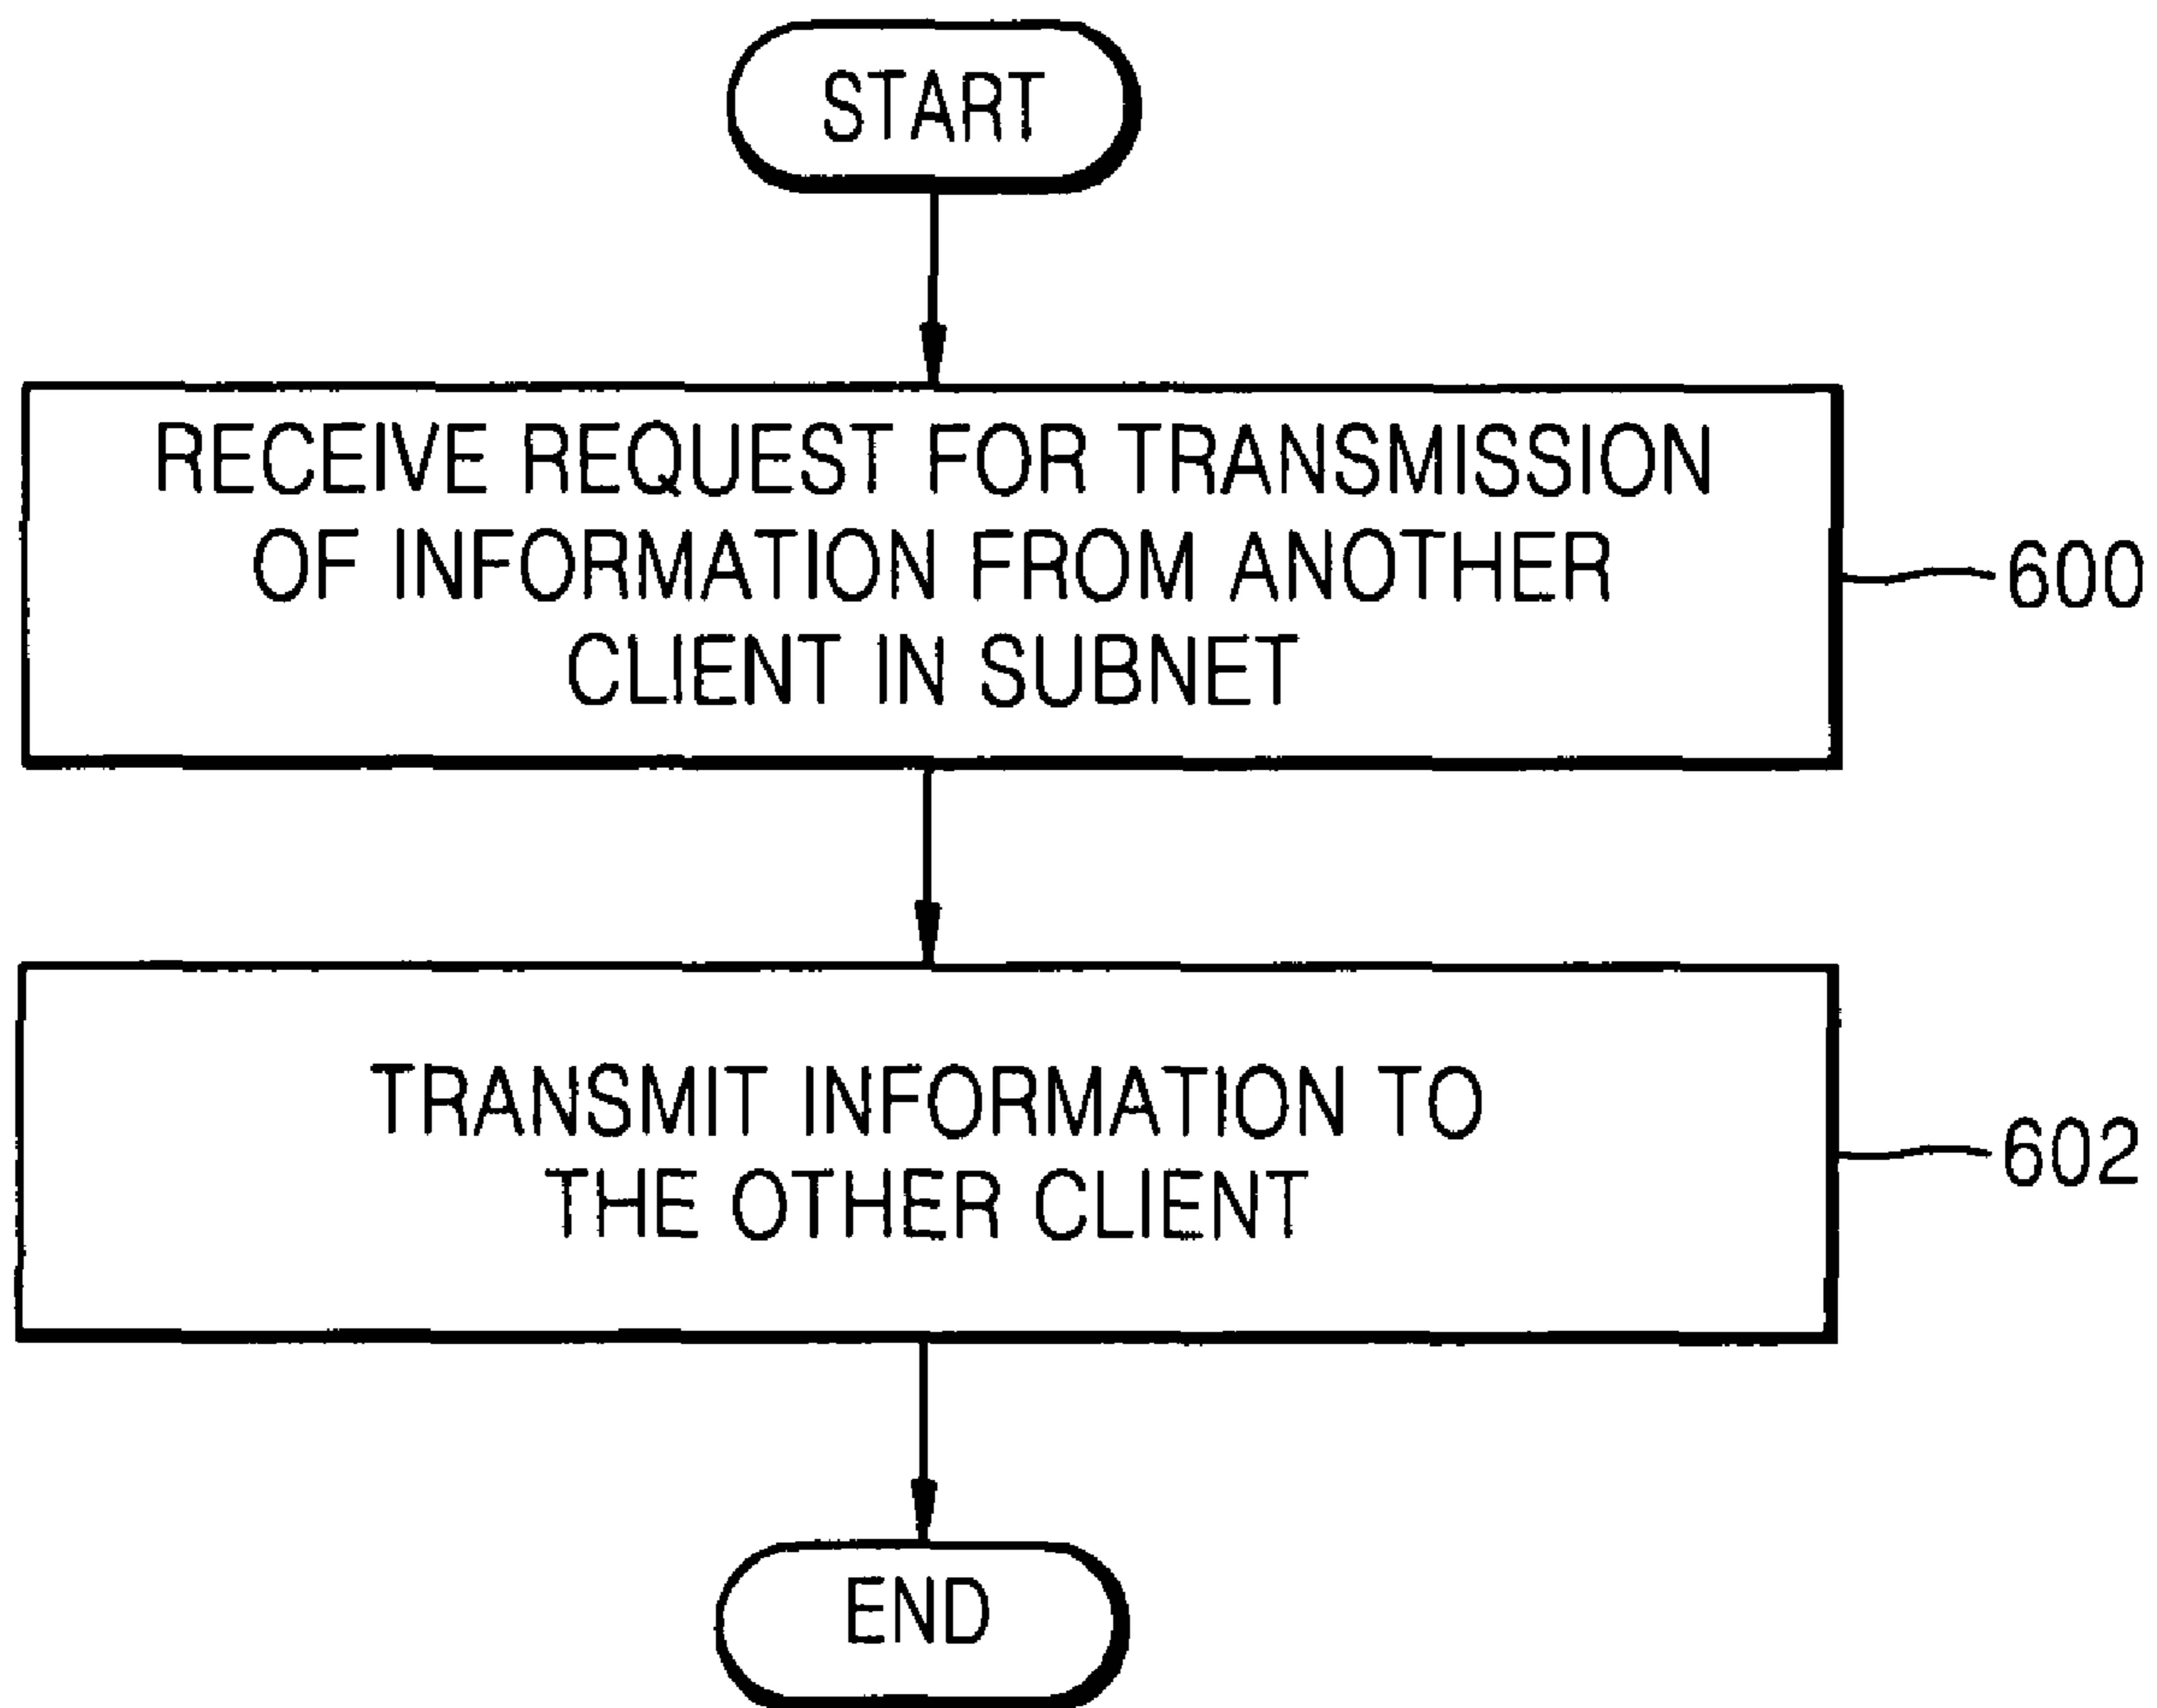 START
RECEIVE REQUEST FOR TRANSMISSION
OF INFORMATION FROM ANOTHER
CLIENT IN SUBNET
600
TRANSMIT INFORMATION TO
THE OTHER CLIENT
602
END